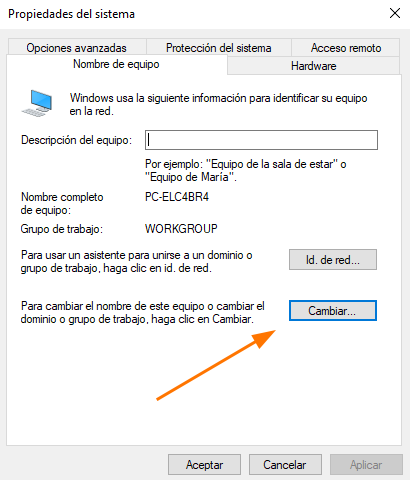 Propiedades del sistema
Opciones avanzadas
Protección del sistema
Acceso remoto
Nombre de equipo
Hardware
Windows usa la siguiente información para identificar su equipo
en la red.
Descripción del equipo:
Por ejemplo: "Equipo de la sala de estar" o
"Equipo de María".
Nombre completo
de equipo:
PC-ELC4BR4
Grupo de trabajo:
WORKGROUP
Para usar un asistente para unirse a un dominio o
grupo de trabajo, haga clic en id. de red.
Id. de red...
Para cambiar el nombre de este equipo o cambiar el
dominio o grupo de trabajo, haga clic en Cambiar.
Cambiar...
Aceptar
Cancelar
Aplicar